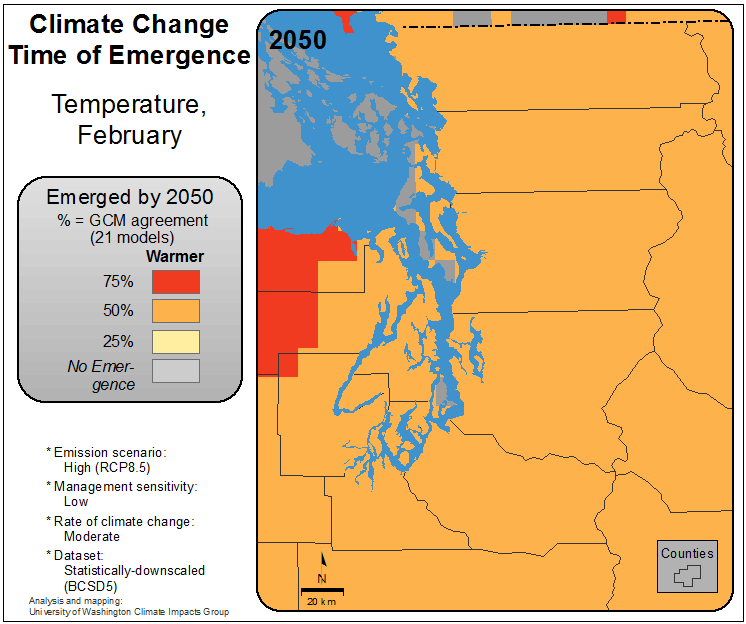 Climate Change
Time of Emergence
Temperature,
February
Emerged by 2050
% = GCM agreement
(21 models)
Warmer
75%
50%
25%
No Emer-
gence
* Emission scenario:
High (RCP8.5)
* Management sensitivity:
Low
* Rate of climate change:
Moderate
* Dataset:
Statistically-downscaled
(BCSD5)
Analysis and mapping:
University of Washington Climate Impacts Group
2050
N
20 km
Counties